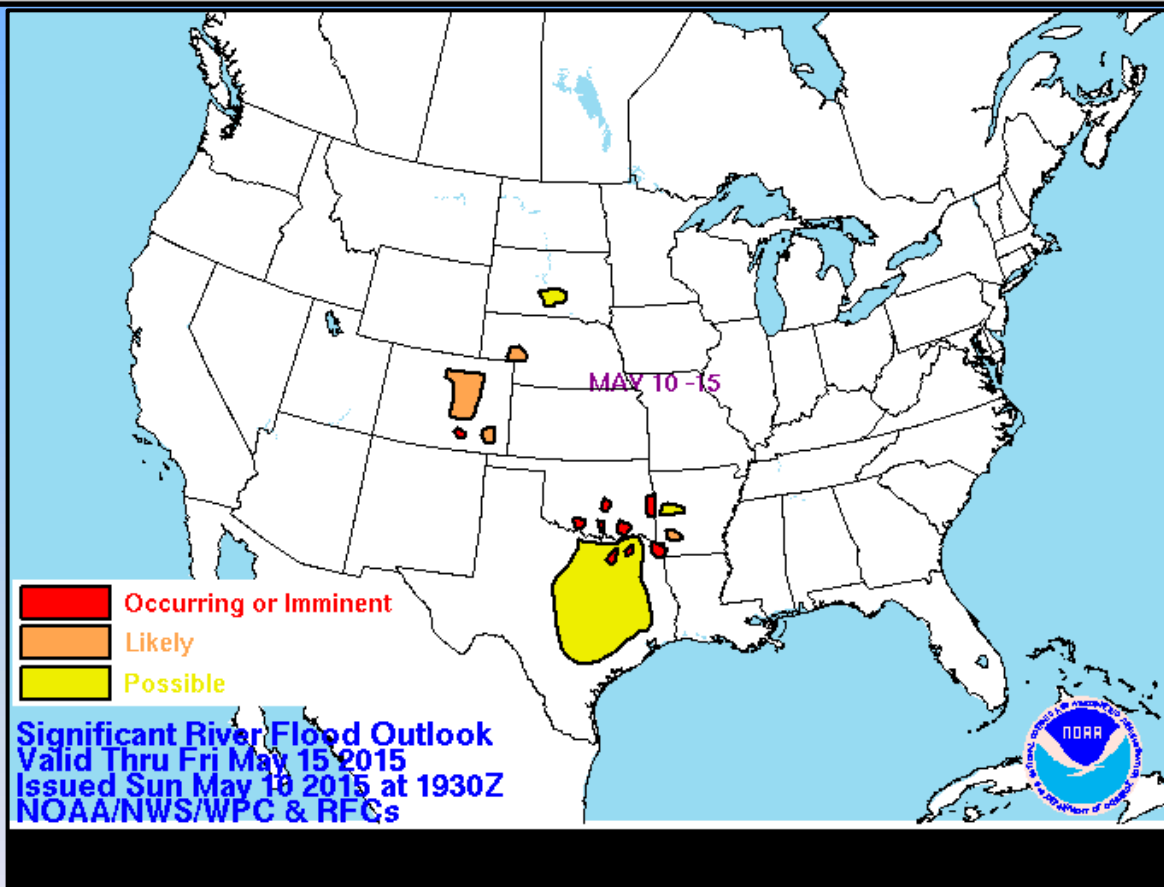 MAY 10 -15
Occurring or Imminent
Likely
Possible
Significant River Flood Outlook
Valid Thru Fri May 15 2015
Issued Sun May 10 2015 at 1930Z
NOAA/NWS/WPC & RFCs
NOAA